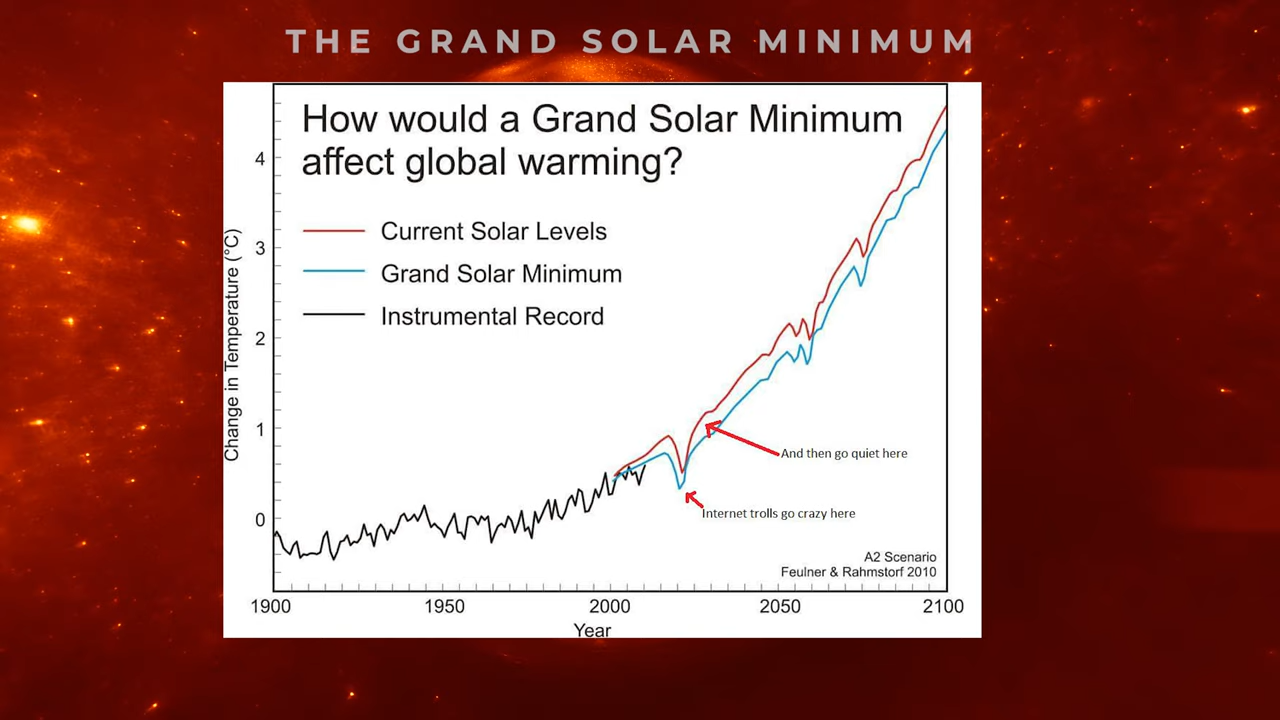 THE GRAND SOLAR MINIMUM
How would a Grand Solar Minimum
affect global warming?
Current Solar Levels
Grand Solar Minimum
Instrumental Record
Change in Temperature (°C)
4
3
2
1
0
And then go quiet here
Internet trolls go crazy here
A2 Scenario
Feulner & Rahmstorf 2010
1900 1950 2000 2050 2100
Year